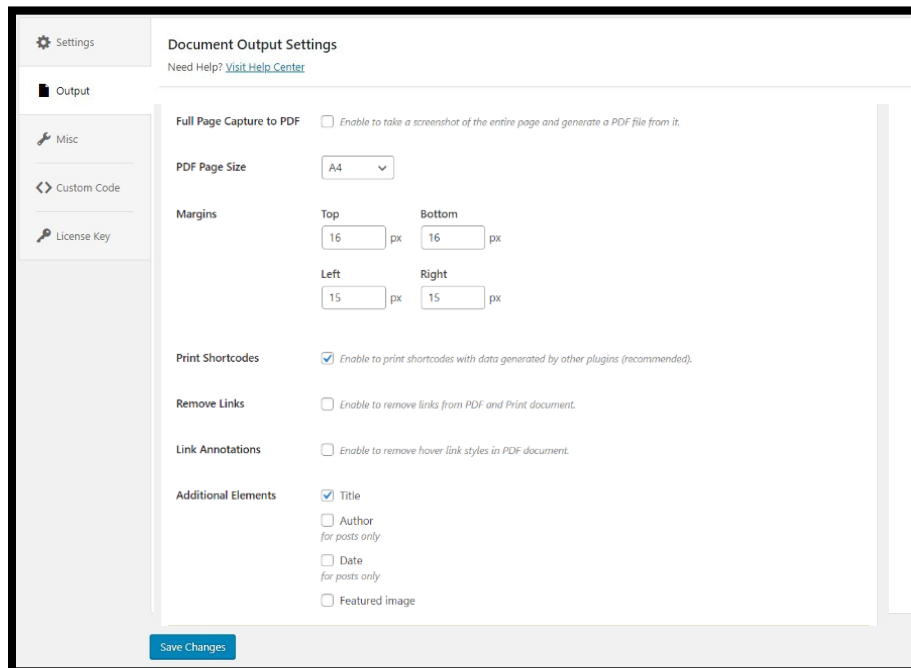 Settings
Output
Misc
Custom Code
License Key
Document Output Settings
Need Help? Visit Help Center
Full Page Capture to PDF Enable to take a screenshot of the entire page and generate a PDF file from it.
PDF Page Size A4
Margins Top Bottom
16 px 16 px
Left Right
15 px 15 px
Print Shortcodes Enable to print shortcodes with data generated by other plugins (recommended).
Remove Links Enable to remove links from PDF and Print document.
Link Annotations Enable to remove hover link styles in PDF document.
Additional Elements Title
Author
for posts only
Date
for posts only
Featured image
Save Changes